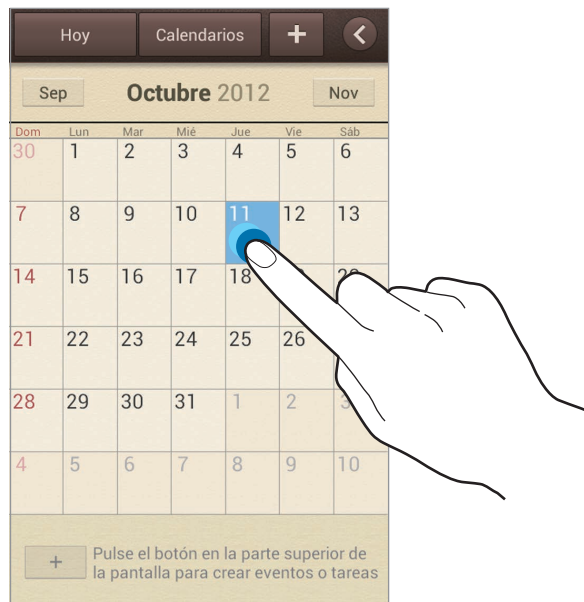 Hoy Calendarios +
Sep Octubre 2012 Nov
Dom Lun Mar Mié Jue Vie Sáb
30 1 2 3 4 5 6
7 8 9 10 11 12 13
14 15 16 17 18 20
21 22 23 24 25 26
28 29 30 31 1 2 3
4 5 6 7 8 9 10
+ Pulse el botón en la parte superior de
la pantalla para crear eventos o tareas